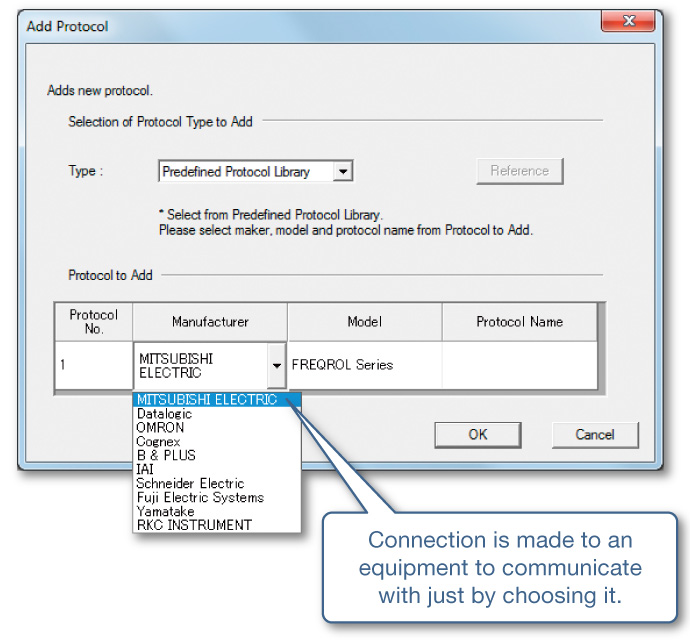 Add Protocol
Adds new protocol.
Selection of Protocol Type to Add
Type :
Predefined Protocol Library
Reference
* Select from Predefined Protocol Library.
Please select maker, model and protocol name from Protocol to Add.
Protocol to Add
Protocol
No.
Manufacturer
Model
Protocol Name
1
MITSUBISHI
ELECTRIC
FREQROL Series
MITSUBISHI ELECTRIC
Datalogic
OMRON
Cognex
B & PLUS
IAI
Schneider Electric
Fuji Electric Systems
Yamatake
RKC INSTRUMENT
OK
Cancel
Connection is made to an
equipment to communicate
with just by choosing it.